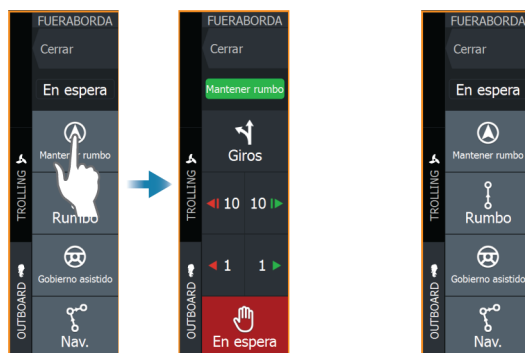 FUERABORDA
Cerrar
En espera
Mantener rumbo
Rumbo
Gobierno asistido
Nav.
TROLLING
OUTBOARD
FUERABORDA
Cerrar
Mantener rumbo
Giros
10 10
1 1
En espera
TROLLING
OUTBOARD
FUERABORDA
Cerrar
En espera
Mantener rumbo
Rumbo
Gobierno asistido
Nav.
TROLLING
OUTBOARD